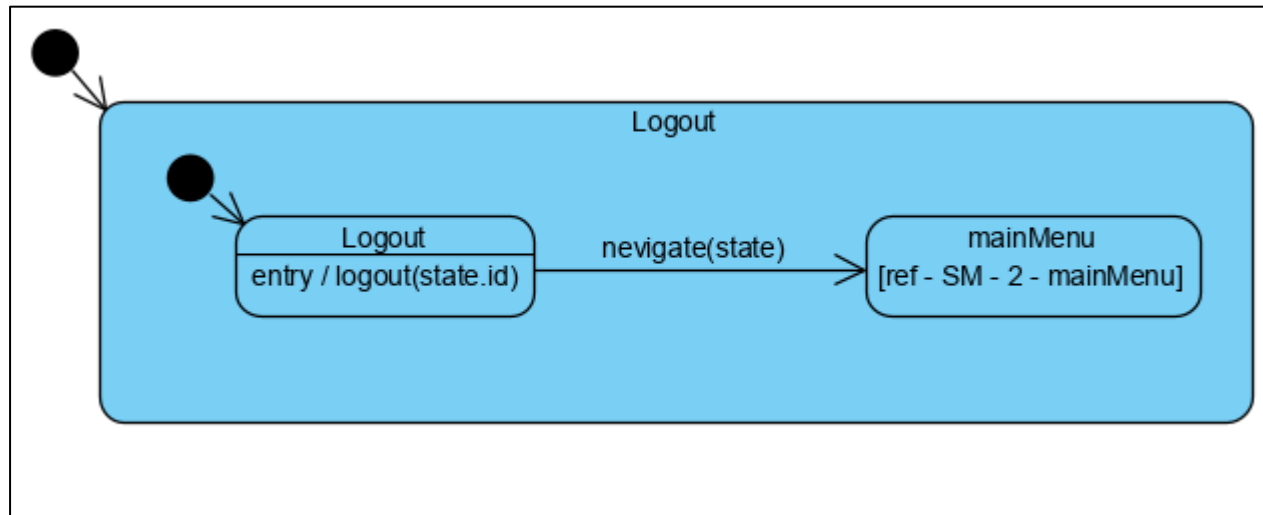 Logout
Logout
entry / logout(state.id)
nevigate(state)
mainMenu
[ref - SM - 2 - mainMenu]